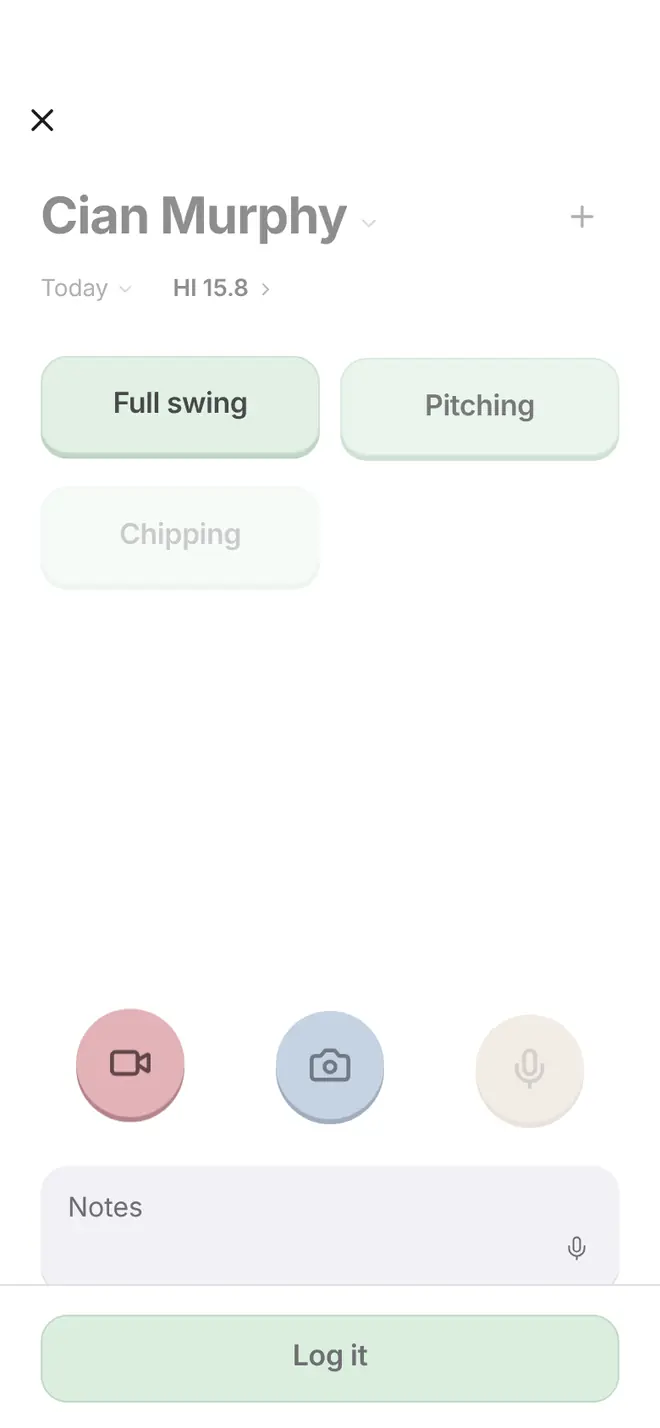 Cian Murphy
Today HI 15.8
Full swing Pitching
Chipping
Notes
Log it